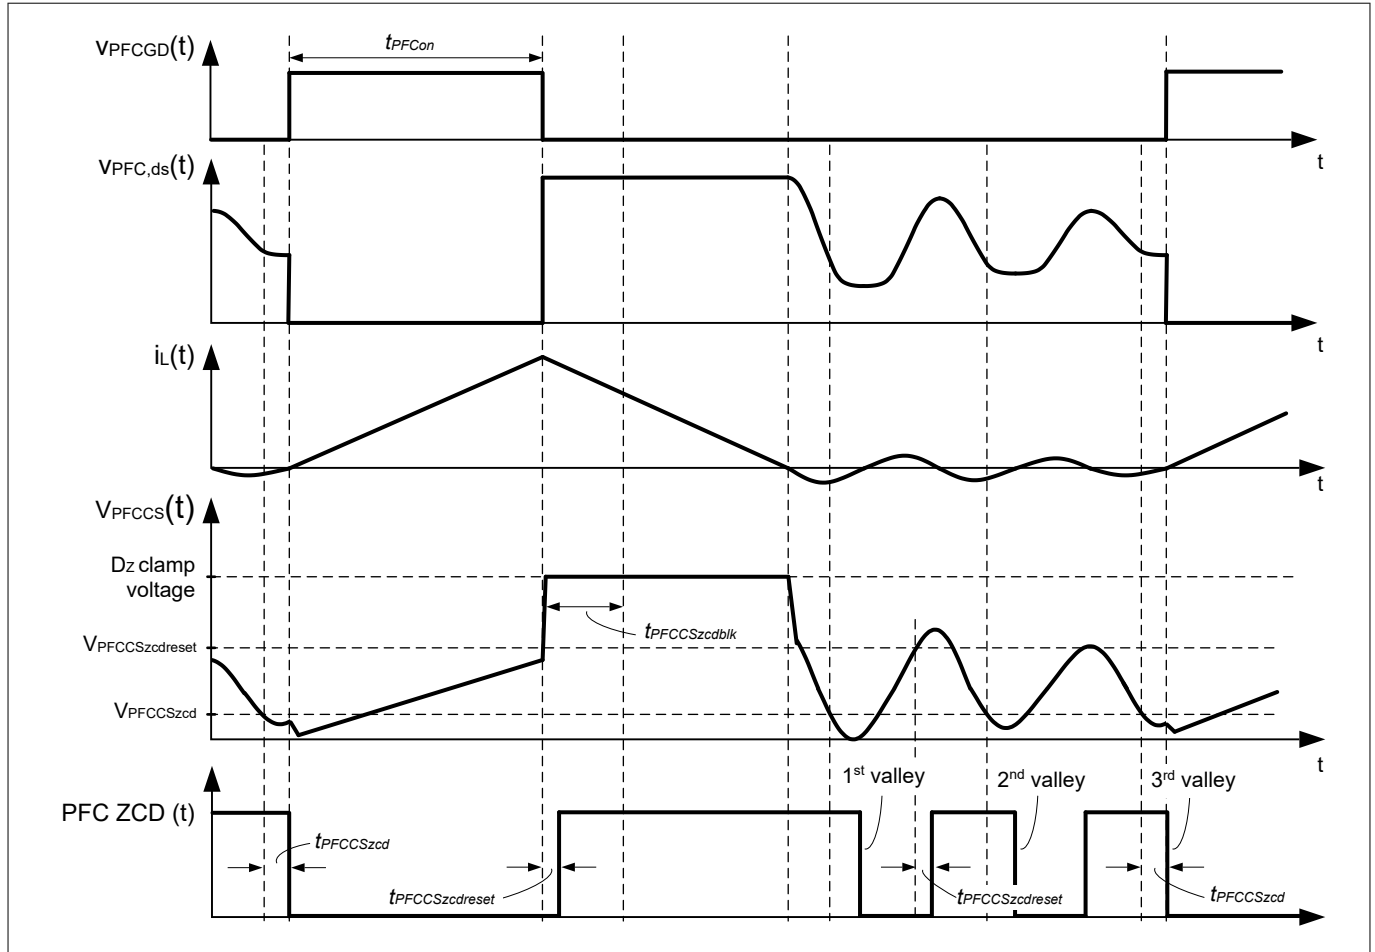 vPFCGD(t)
tPFCon
t
vPFC,ds(t)
t
iL(t)
t
VPFCCS(t)
Dz clamp
voltage
tPFCCSzcdblk
VPFCCSzcdreset
VPFCCSzcd
t
1st valley
2nd valley
3rd valley
PFC ZCD (t)
tPFCCSzcd
tPFCCSzcdreset
tPFCCSzcdreset
tPFCCSzcd
t